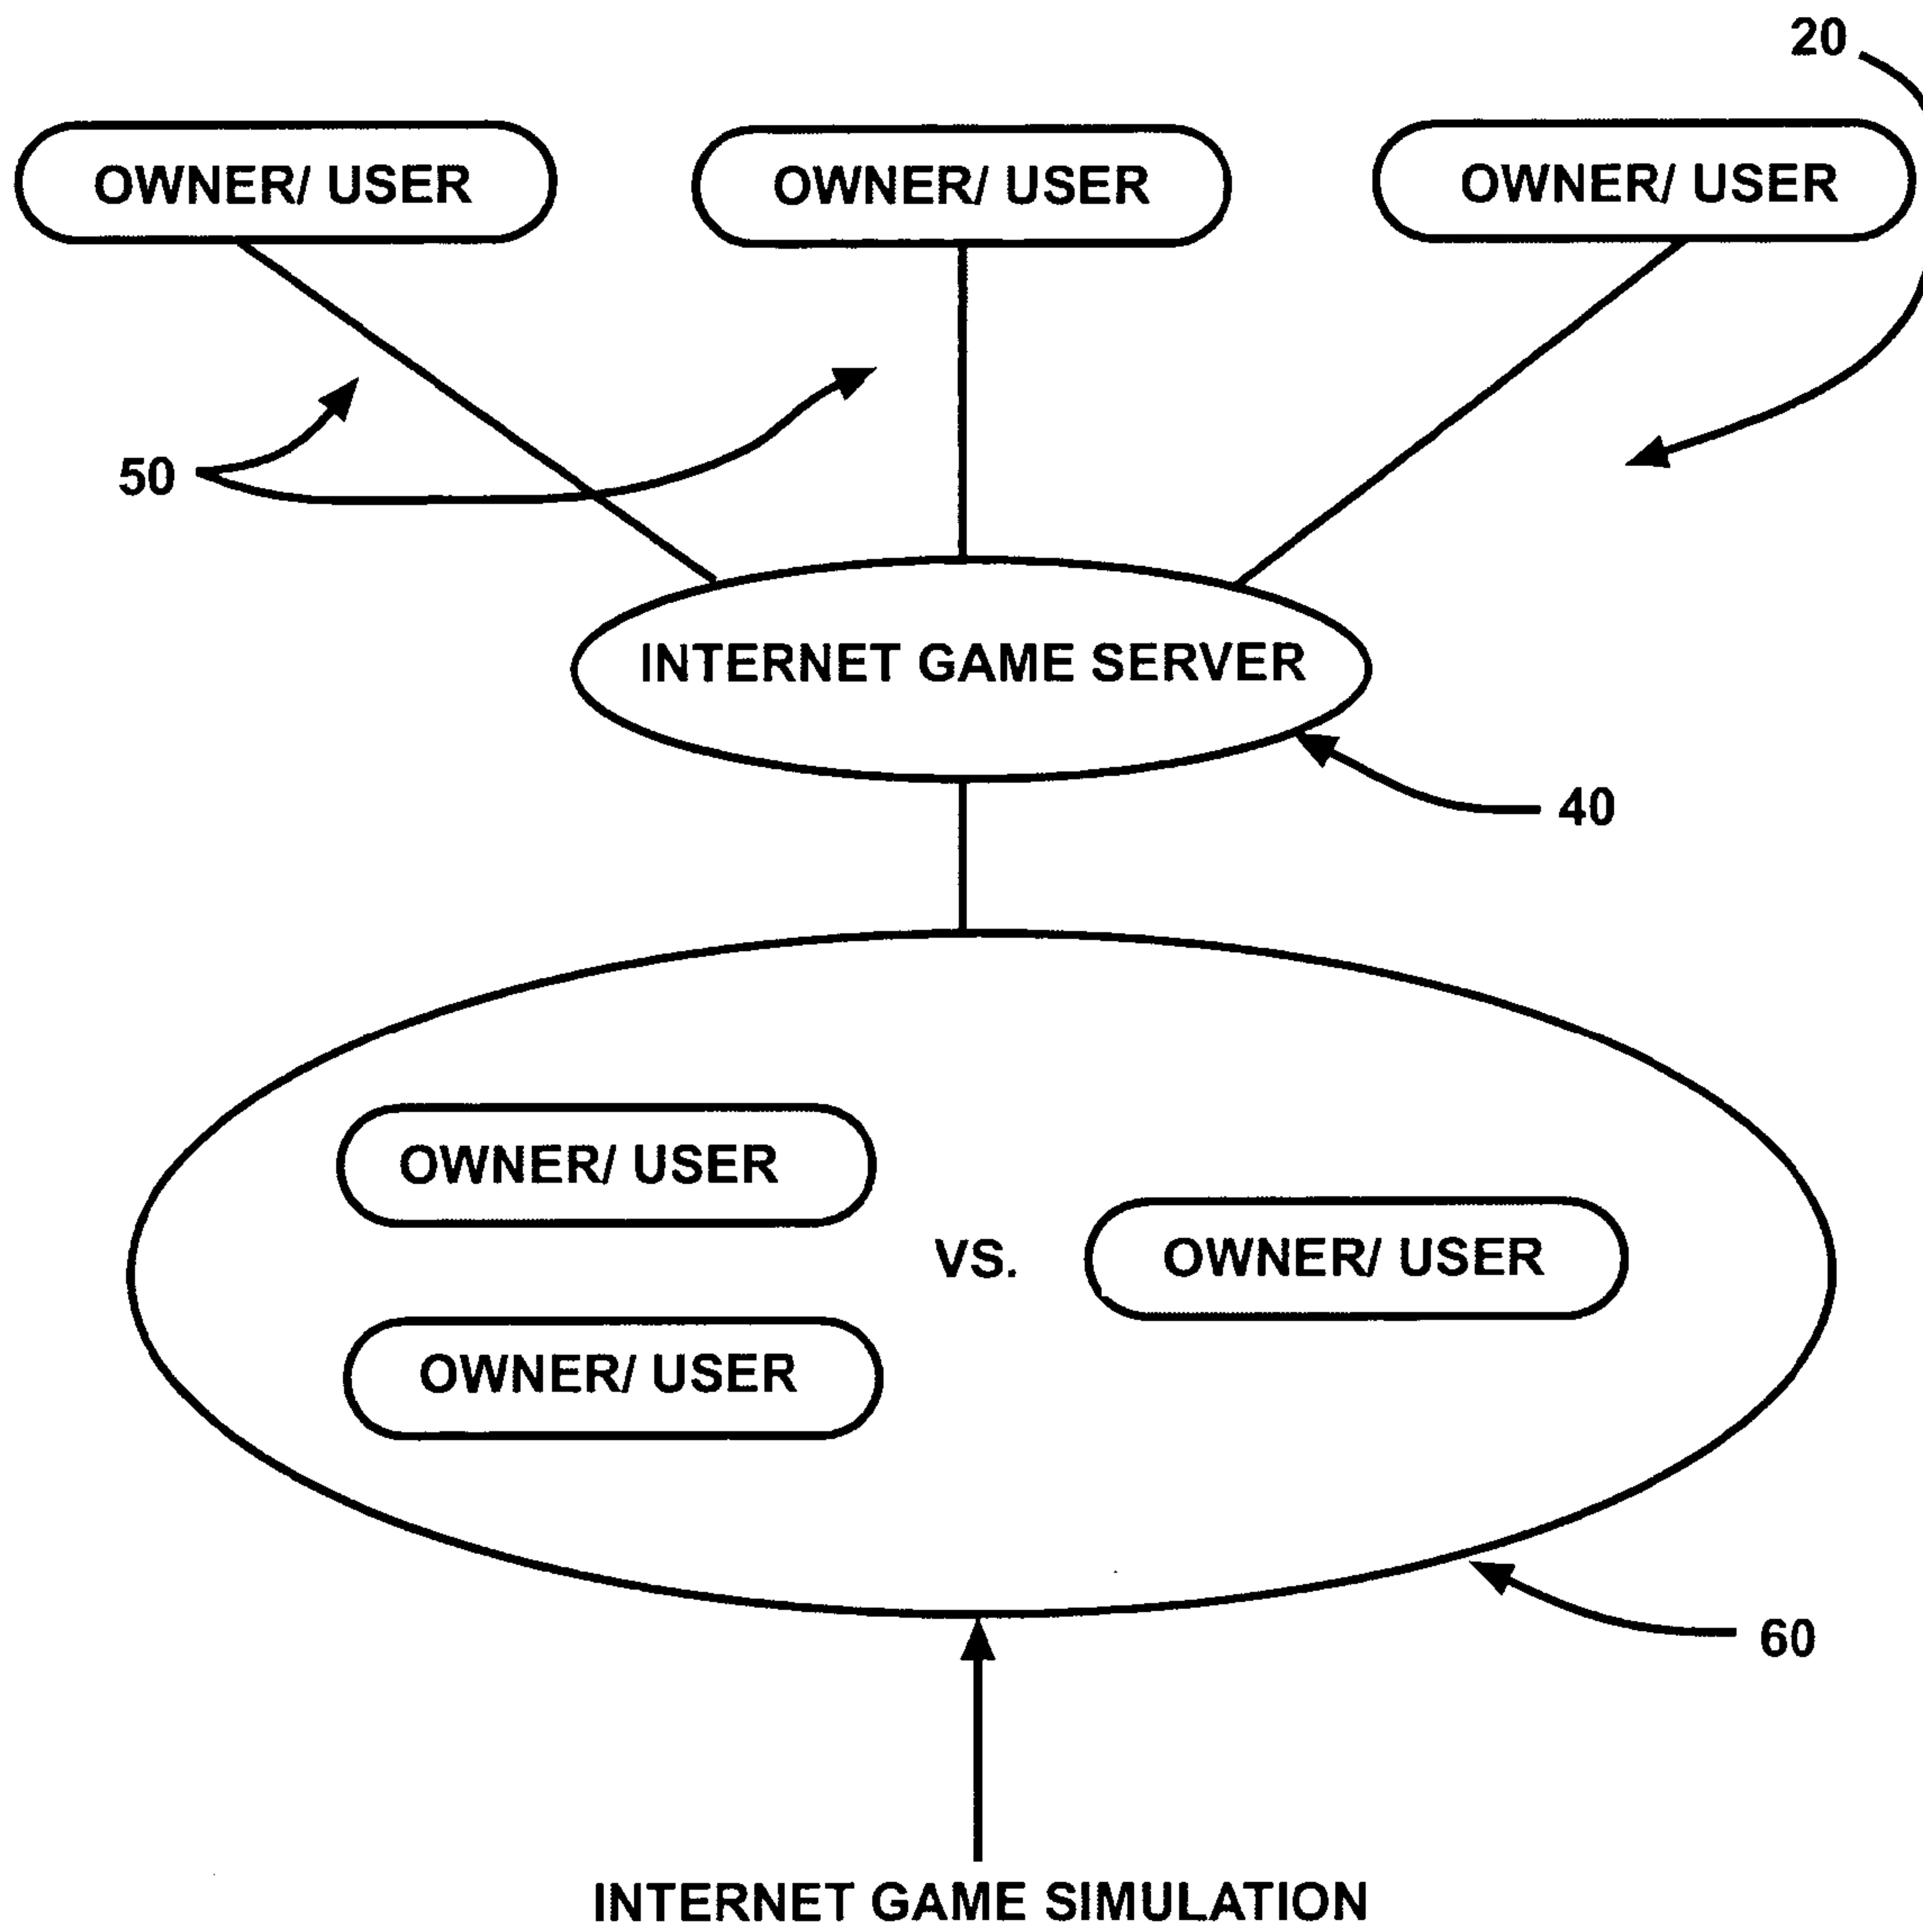 20
OWNER/ USER
OWNER/ USER
OWNER/ USER
50
INTERNET GAME SERVER
40
OWNER/ USER
VS.
OWNER/ USER
OWNER/ USER
60
INTERNET GAME SIMULATION